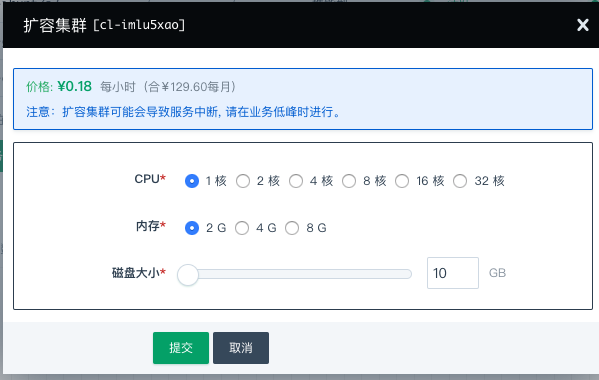 扩容集群 [cl-imlu5xao]
价格: ¥0.18 每小时（合￥129.60每月）
注意：扩容集群可能会导致服务中断, 请在业务低峰时进行。
CPU* 1 核 2 核 4 核 8 核 16 核 32 核
内存* 2 G 4 G 8 G
磁盘大小* 10 GB
提交 取消